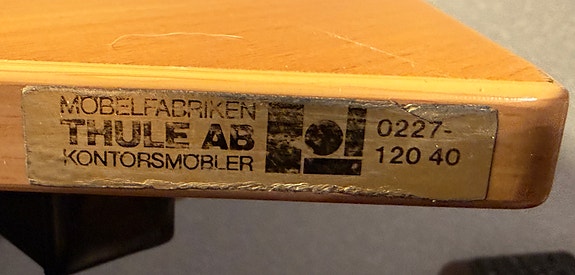 MÖBELFABRIKEN
THULE AB
KONTORSMÖBLER
0227-
120 40